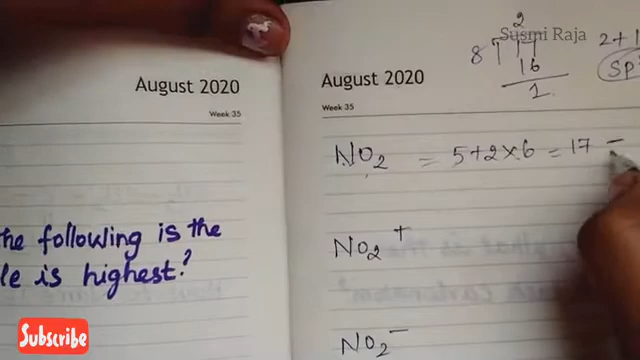 August 2020
Week 35
he following is the
le is highest?
Subscribe
Susmi Raja
2
8 17
16
1
2+1
sp
August 2020
Week 35
NO2 = 5+2×6 = 17 -
NO2+
NO2-